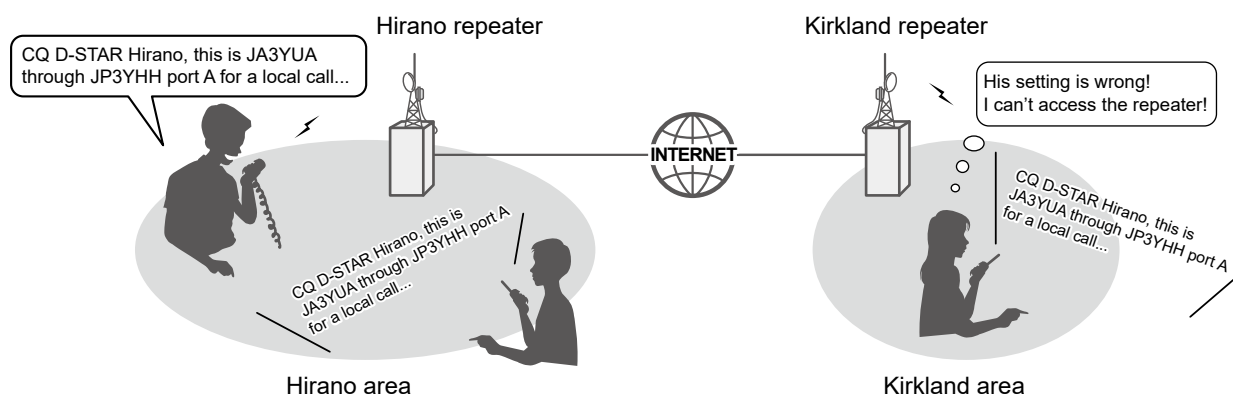 Hirano repeater
Kirkland repeater
CQ D-STAR Hirano, this is JA3YUA
through JP3YHH port A for a local call...
His setting is wrong!
I can't access the repeater!
INTERNET
CQ D-STAR Hirano, this is
JA3YUA through JP3YHH port A
for a local call...
CQ D-STAR Hirano, this is
JA3YUA through JP3YHH port A
for a local call...
Hirano area
Kirkland area